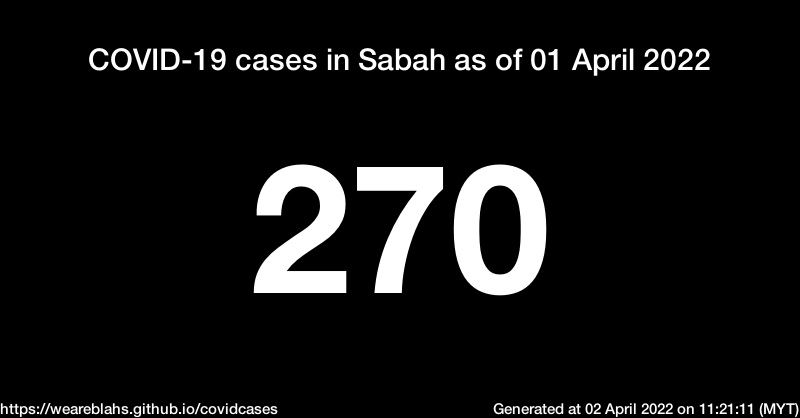 COVID-19 cases in Sabah as of 01 April 2022
270
https://weareblahs.github.io/covidcases
Generated at 02 April 2022 on 11:21:11 (MYT)